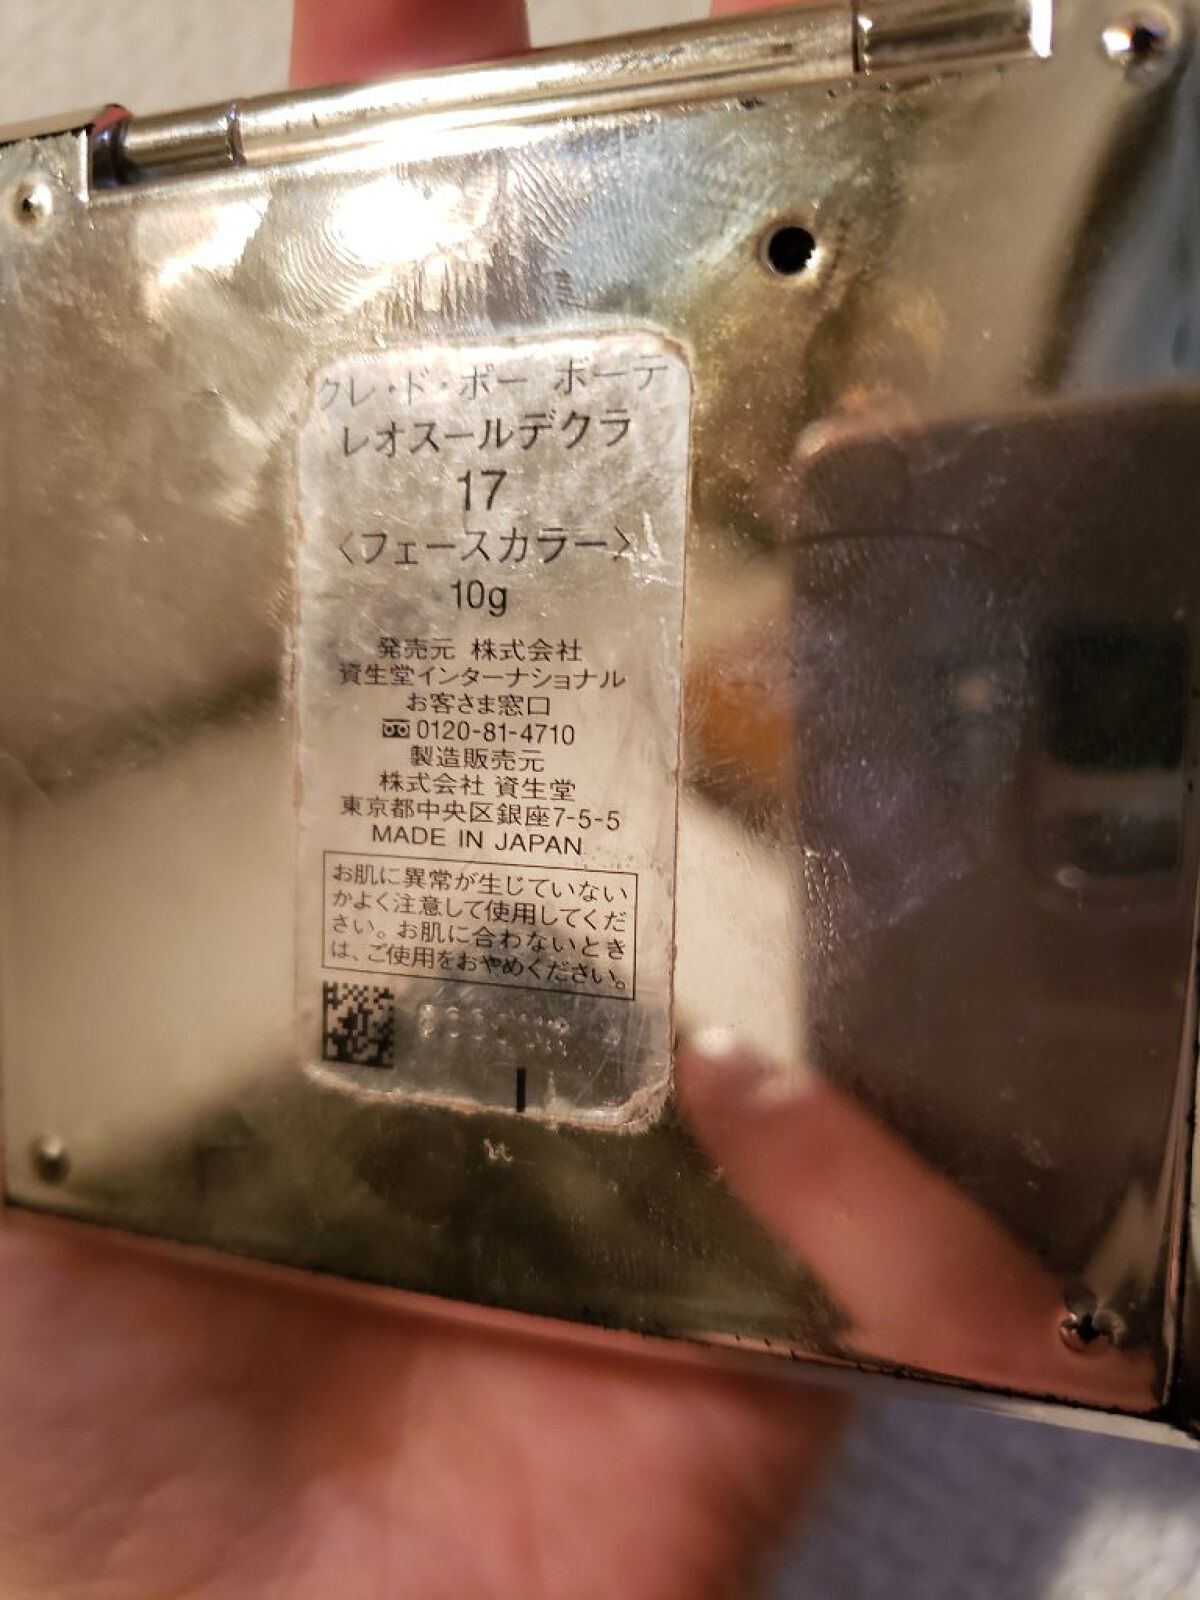 クレ・ド・ポー ボーテ
レオスールデクラ
17
〈フェースカラー〉
10g
発売元 株式会社
資生堂インターナショナル
お客さま窓口
0120-81-4710
製造販売元
株式会社 資生堂
東京都中央区銀座7-5-5
MADE IN JAPAN
お肌に異常が生じていない
かよく注意して使用してくだ
さい。お肌に合わないとき
は、ご使用をおやめください。